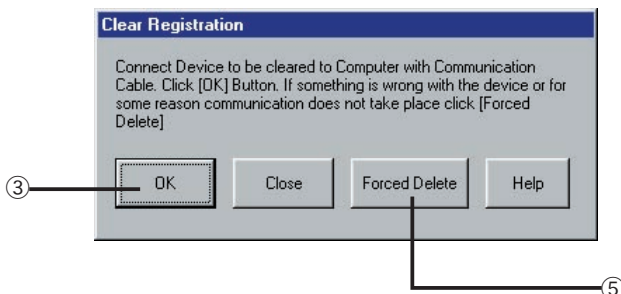 Clear Registration
Connect Device to be cleared to Computer with Communication
Cable. Click [OK] Button. If something is wrong with the device or for
some reason communication does not take place click [Forced
Delete]
③ OK Close Forced Delete Help
⑤